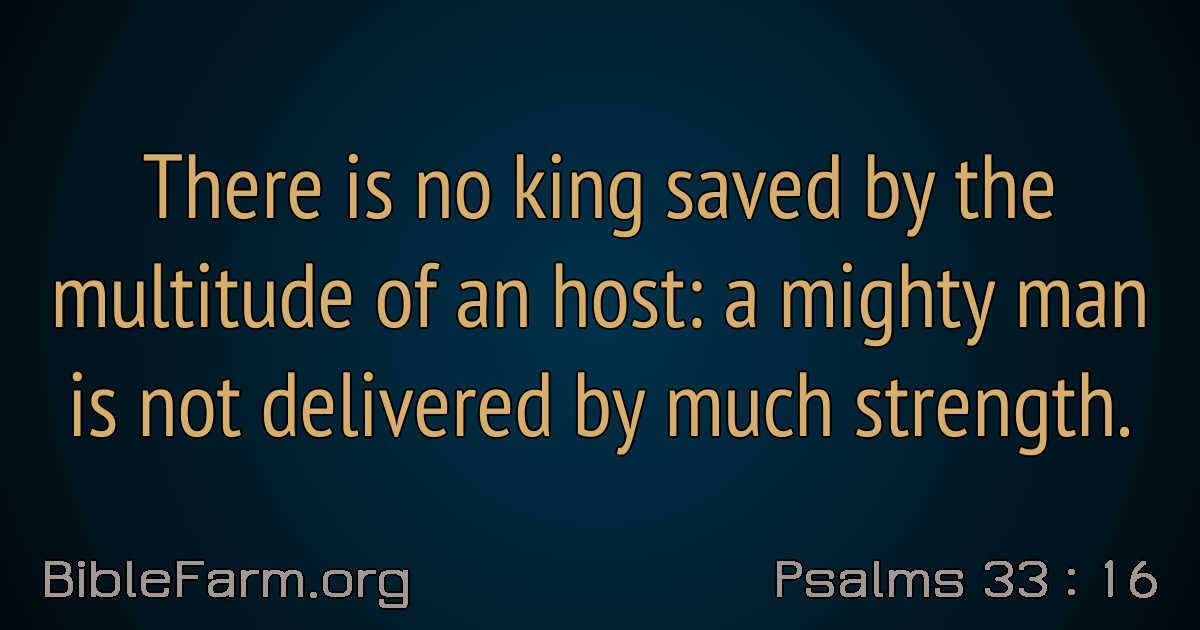 There is no king saved by the
multitude of an host: a mighty man
is not delivered by much strength.
BibleFarm.org
Psalms 33 : 16